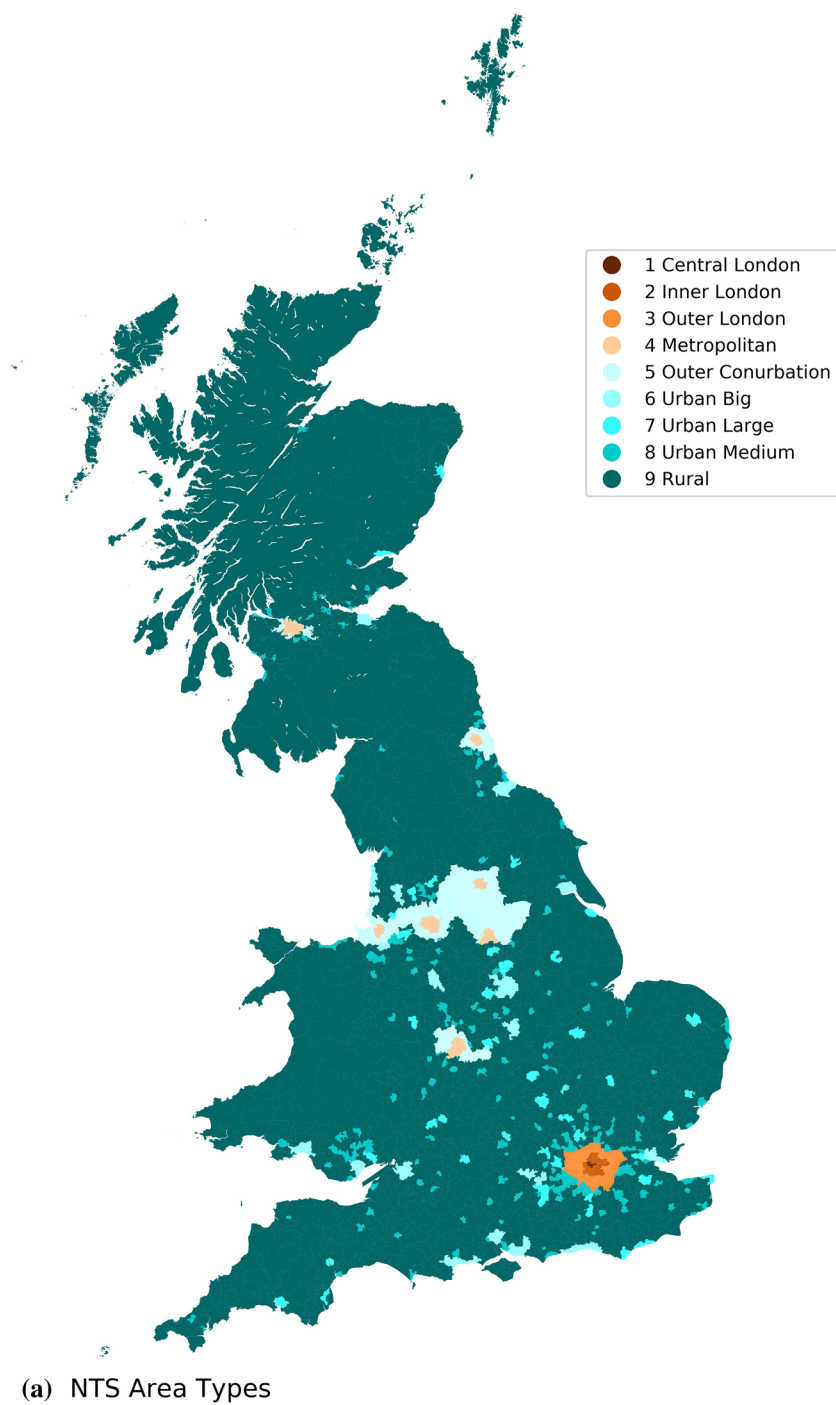 1 Central London
2 Inner London
3 Outer London
4 Metropolitan
5 Outer Conurbation
6 Urban Big
7 Urban Large
8 Urban Medium
9 Rural
(a) NTS Area Types